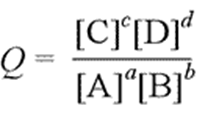 Q = [C]^c[D]^d / [A]^a[B]^b